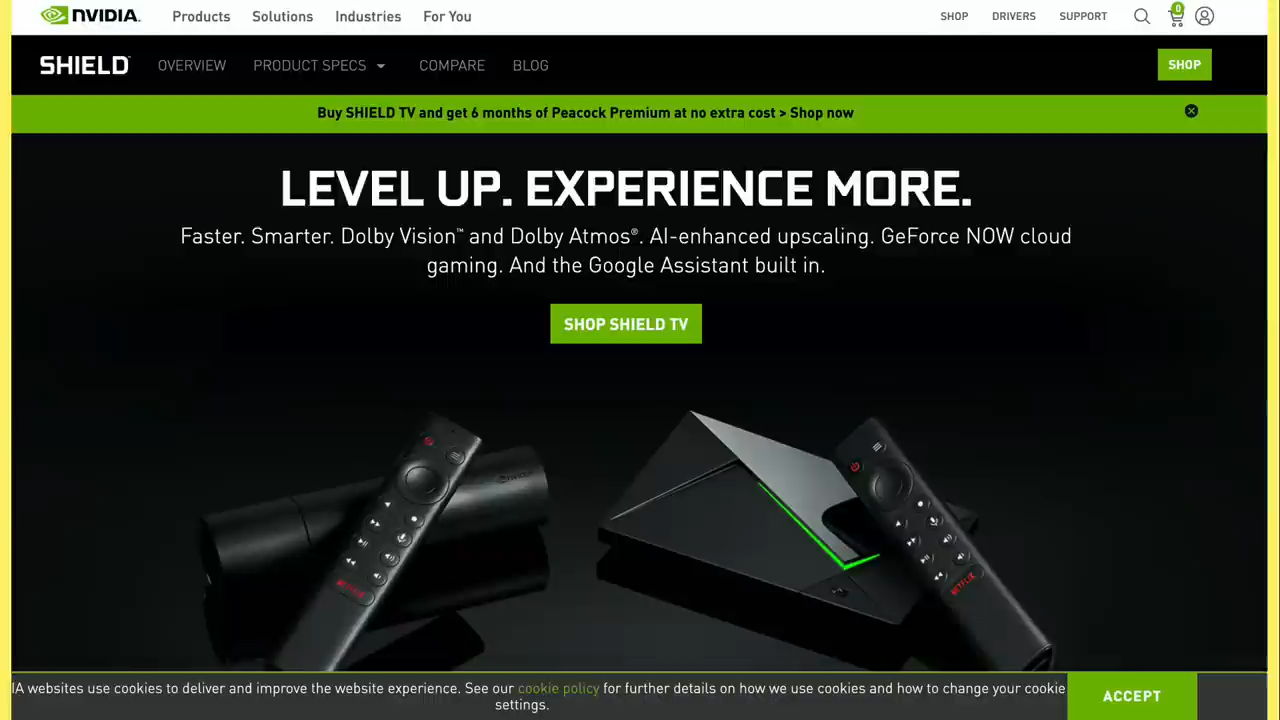 NVIDIA.
Products Solutions Industries For You
SHOP DRIVERS SUPPORT
0
SHIELD
OVERVIEW PRODUCT SPECS COMPARE BLOG
SHOP
Buy SHIELD TV and get 6 months of Peacock Premium at no extra cost > Shop now
LEVEL UP. EXPERIENCE MORE.
Faster. Smarter. Dolby Vision™ and Dolby Atmos®. AI-enhanced upscaling. GeForce NOW cloud
gaming. And the Google Assistant built in.
SHOP SHIELD TV
NETFLIX
NETFLIX
IA websites use cookies to deliver and improve the website experience. See our cookie policy for further details on how we use cookies and how to change your cookie
settings.
ACCEPT